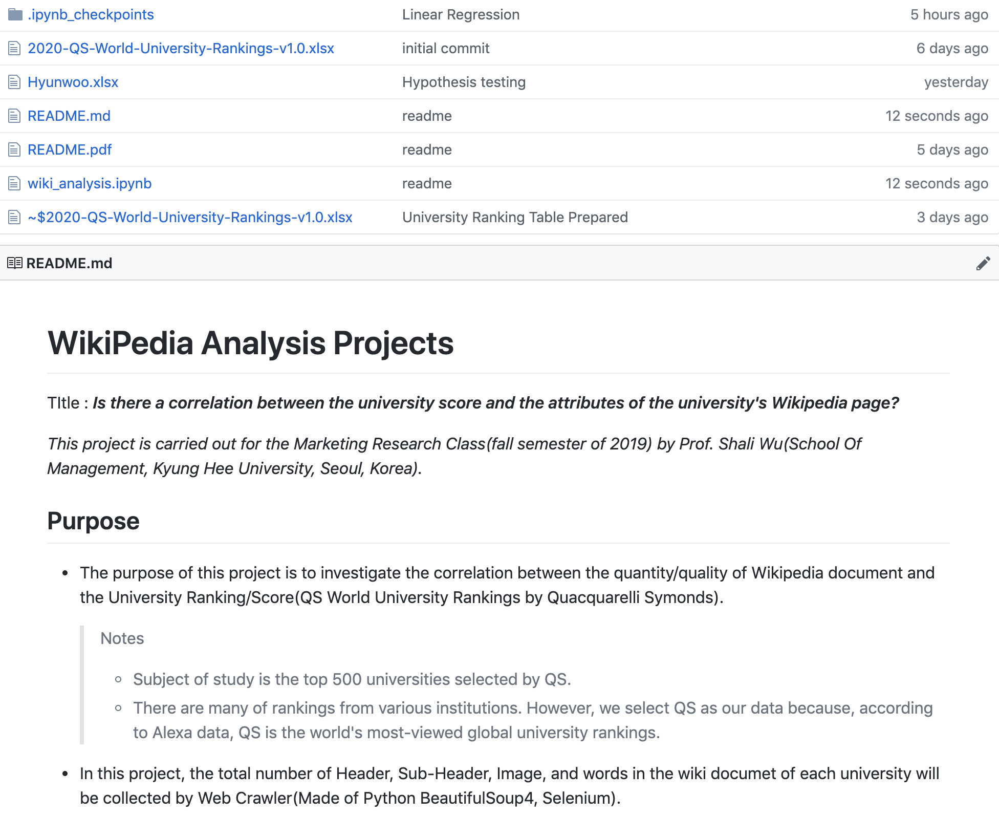 .ipynb_checkpoints Linear Regression 5 hours ago
2020-QS-World-University-Rankings-v1.0.xlsx initial commit 6 days ago
Hyunwoo.xlsx Hypothesis testing yesterday
README.md readme 12 seconds ago
README.pdf readme 5 days ago
wiki_analysis.ipynb readme 12 seconds ago
~$2020-QS-World-University-Rankings-v1.0.xlsx University Ranking Table Prepared 3 days ago
README.md
WikiPedia Analysis Projects
TItle : Is there a correlation between the university score and the attributes of the university's Wikipedia page?
This project is carried out for the Marketing Research Class(fall semester of 2019) by Prof. Shali Wu(School Of
Management, Kyung Hee University, Seoul, Korea).
Purpose
• The purpose of this project is to investigate the correlation between the quantity/quality of Wikipedia document and
the University Ranking/Score(QS World University Rankings by Quacquarelli Symonds).
Notes
◦ Subject of study is the top 500 universities selected by QS.
◦ There are many of rankings from various institutions. However, we select QS as our data because, according
to Alexa data, QS is the world's most-viewed global university rankings.
• In this project, the total number of Header, Sub-Header, Image, and words in the wiki documet of each university will
be collected by Web Crawler(Made of Python BeautifulSoup4, Selenium).